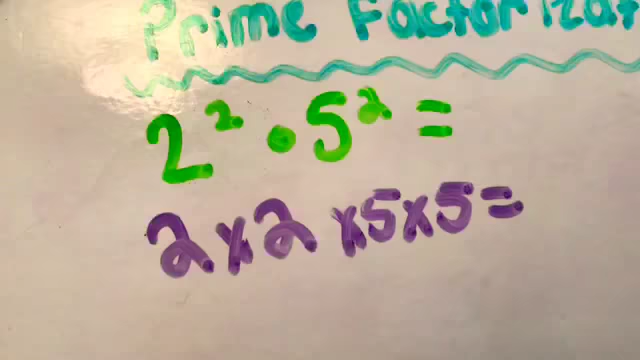 Prime Factorizat
2² • 5² =
2x2 x5x5=